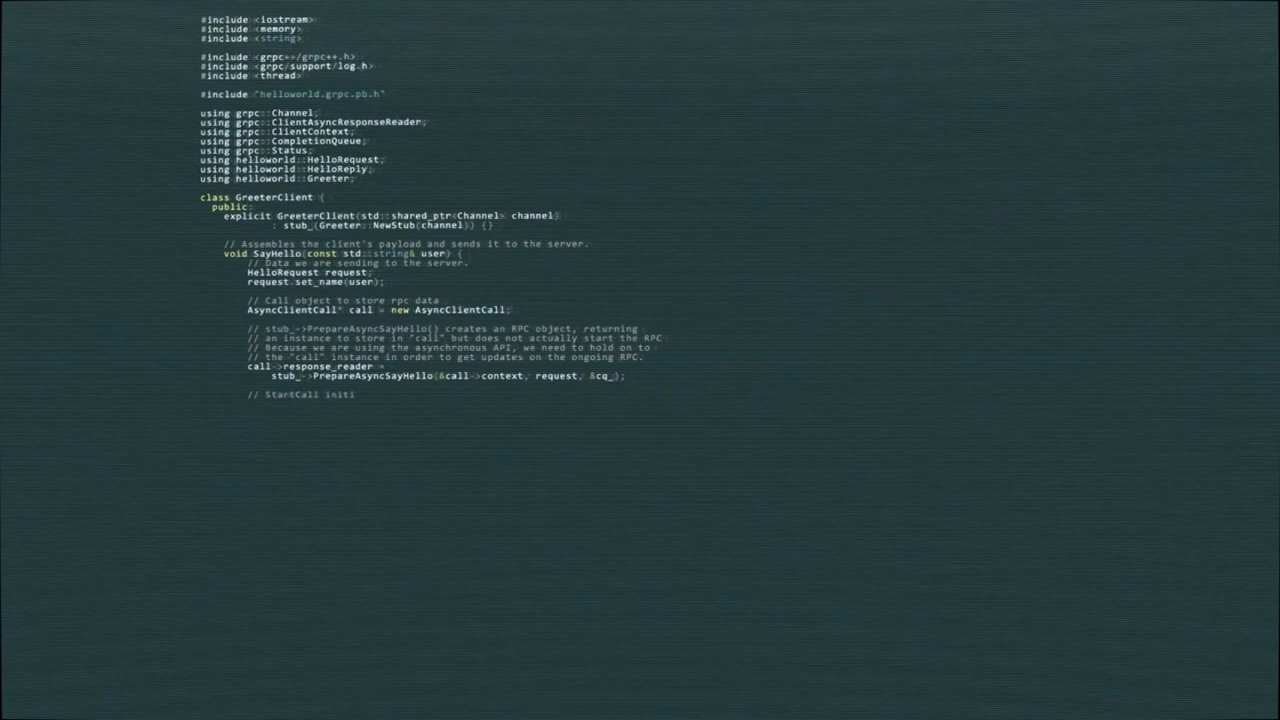 #include <iostream>
#include <memory>
#include <string>
#include <grpc++/grpc++.h>
#include <grpc/support/log.h>
#include <thread>
#include "helloworld.grpc.pb.h"
using grpc::Channel;
using grpc::ClientAsyncResponseReader;
using grpc::ClientContext;
using grpc::CompletionQueue;
using grpc::Status;
using helloworld::HelloRequest;
using helloworld::HelloReply;
using helloworld::Greeter;
class GreeterClient {
public:
explicit GreeterClient(std::shared_ptr<Channel> channel)
: stub_(Greeter::NewStub(channel)) {}
// Assembles the client's payload and sends it to the server.
void SayHello(const std::string& user) {
// Data we are sending to the server.
HelloRequest request;
request.set_name(user);
// Call object to store rpc data
AsyncClientCall* call = new AsyncClientCall;
// stub_->PrepareAsyncSayHello() creates an RPC object, returning
// an instance to store in "call" but does not actually start the RPC
// Because we are using the asynchronous API, we need to hold on to
// the "call" instance in order to get updates on the ongoing RPC.
call->response_reader =
stub_->PrepareAsyncSayHello(&call->context, request, &cq_);
// StartCall initi